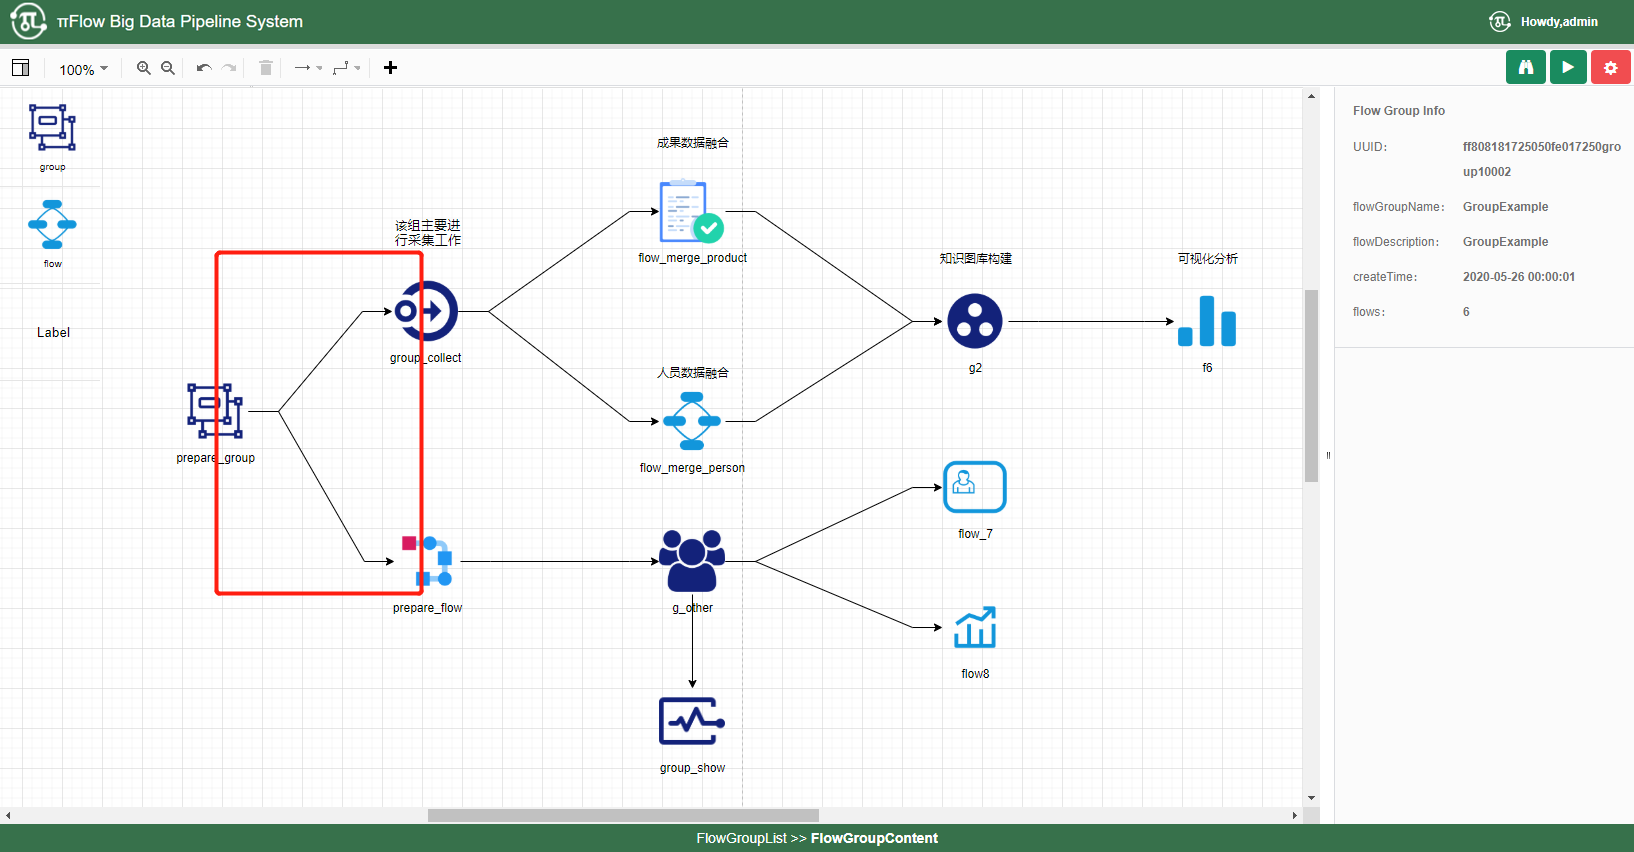 πFlow Big Data Pipeline System
Howdy,admin
100%
group
flow
Label
成果数据融合
flow_merge_product
该组主要进
行采集工作
group_collect
知识图库构建
g2
可视化分析
f6
人员数据融合
flow_merge_person
prepare_group
flow_7
prepare_flow
g_other
flow8
group_show
Flow Group Info
UUID: ff808181725050fe017250gro
up10002
flowGroupName: GroupExample
flowDescription: GroupExample
createTime: 2020-05-26 00:00:01
flows: 6
FlowGroupList >> FlowGroupContent